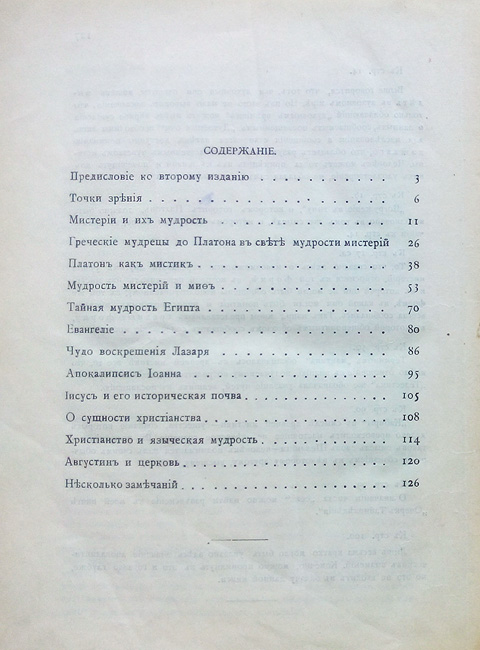 СОДЕРЖАНІЕ.
Предисловіе ко второму изданію . . . . . . . . . . . 3
Точки зрѣнія . . . . . . . . . . . . . . . . . 6
Мистеріи и ихъ мудрость . . . . . . . . . . . . . 11
Греческіе мудрецы до Платона въ свѣтѣ мудрости мистерій 26
Платонъ какъ мистикъ . . . . . . . . . . . . . . 38
Мудрость мистерій и миѳъ . . . . . . . . . . . . 53
Тайная мудрость Египта . . . . . . . . . . . . . 70
Евангеліе . . . . . . . . . . . . . . . . . . 80
Чудо воскрешенія Лазаря . . . . . . . . . . . . 86
Апокалипсисъ Іоанна . . . . . . . . . . . . . . 95
Іисусъ и его историческая почва . . . . . . . . . . 105
О сущности христіанства . . . . . . . . . . . . . 108
Христіанство и языческая мудрость . . . . . . . . . 114
Августинъ и церковь . . . . . . . . . . . . . . 120
Нѣсколько замѣчаній . . . . . . . . . . . . . . 126